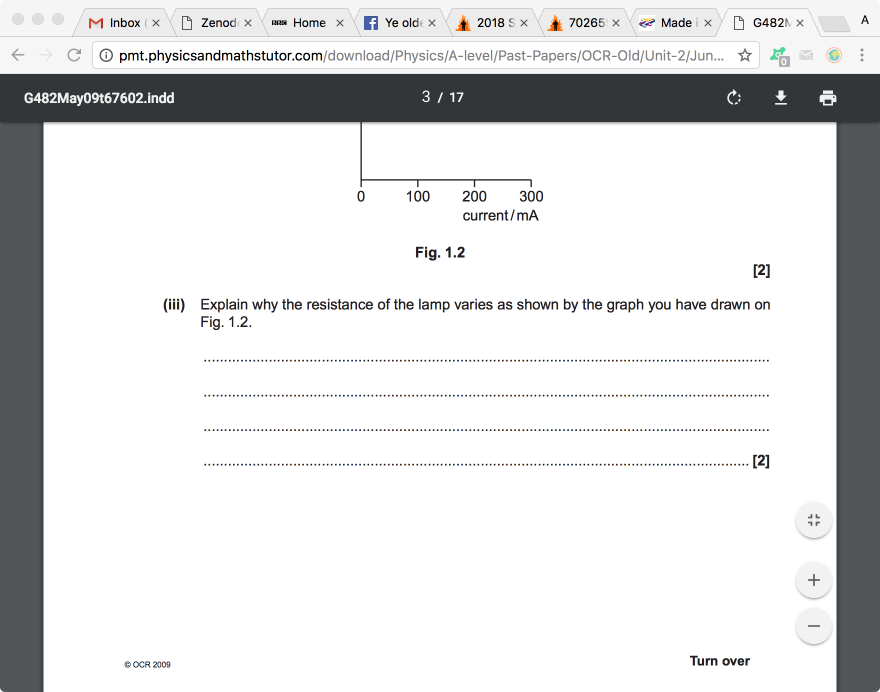 Inbox (
Zenod
Home
Ye olde
2018 S
70265
Made i
G482M
A
pmt.physicsandmathstutor.com/download/Physics/A-level/Past-Papers/OCR-Old/Unit-2/Jun...
0
G482May09t67602.indd
3 / 17
0 100 200 300
current / mA
Fig. 1.2
[2]
(iii) Explain why the resistance of the lamp varies as shown by the graph you have drawn on
Fig. 1.2.
[2]
© OCR 2009
Turn over